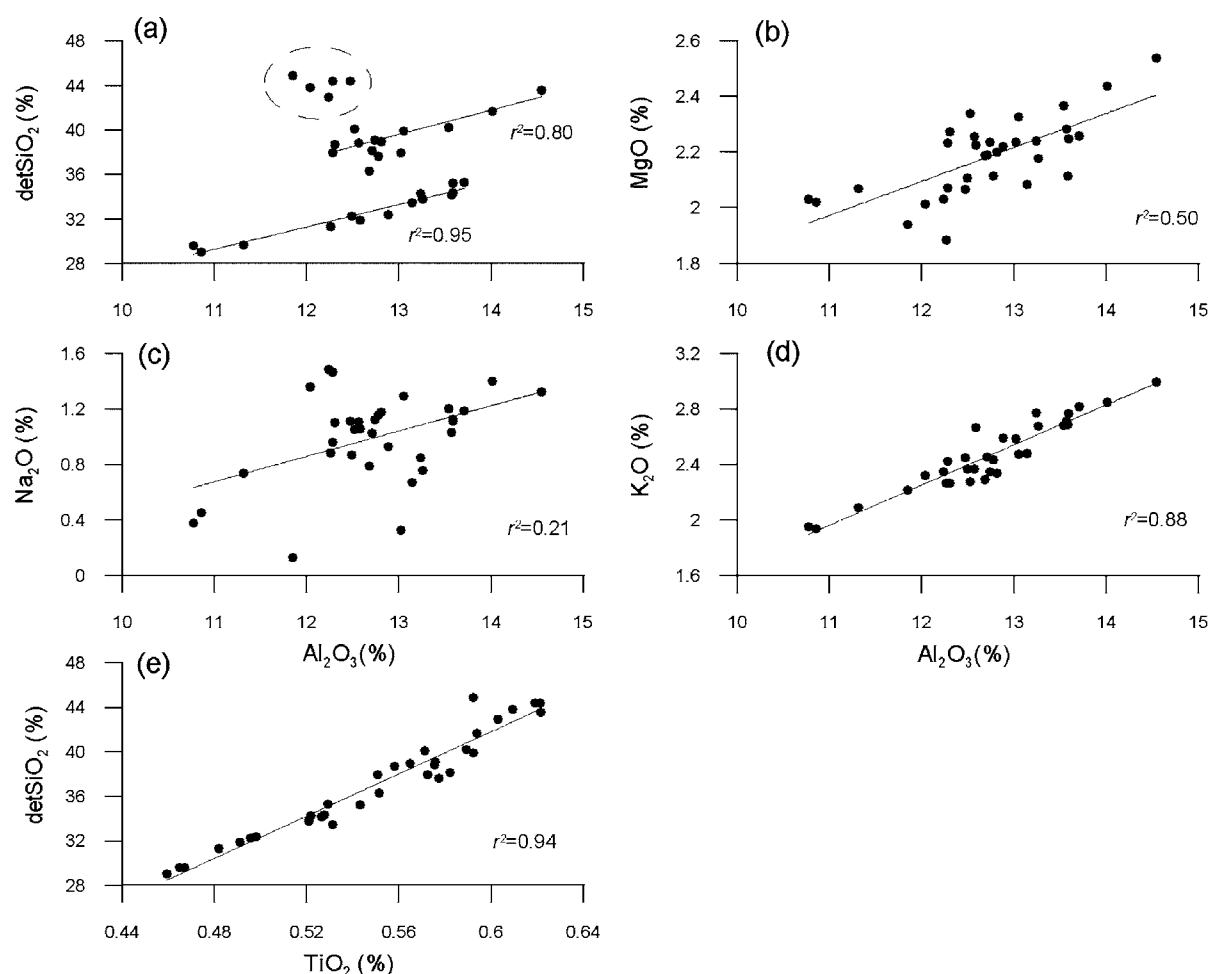 (a)
48
44
40
36
32
28
detSiO₂ (%)
r²=0.80
r²=0.95
10 11 12 13 14 15
(b)
2.6
2.4
2.2
2
1.8
MgO (%)
r²=0.50
10 11 12 13 14 15
(c)
1.6
1.2
0.8
0.4
0
Na₂O (%)
r²=0.21
10 11 12 13 14 15
Al₂O₃(%)
(d)
3.2
2.8
2.4
2
1.6
K₂O (%)
r²=0.88
10 11 12 13 14 15
Al₂O₃(%)
(e)
48
44
40
36
32
28
detSiO₂ (%)
r²=0.94
0.44 0.48 0.52 0.56 0.6 0.64
TiO₂ (%)